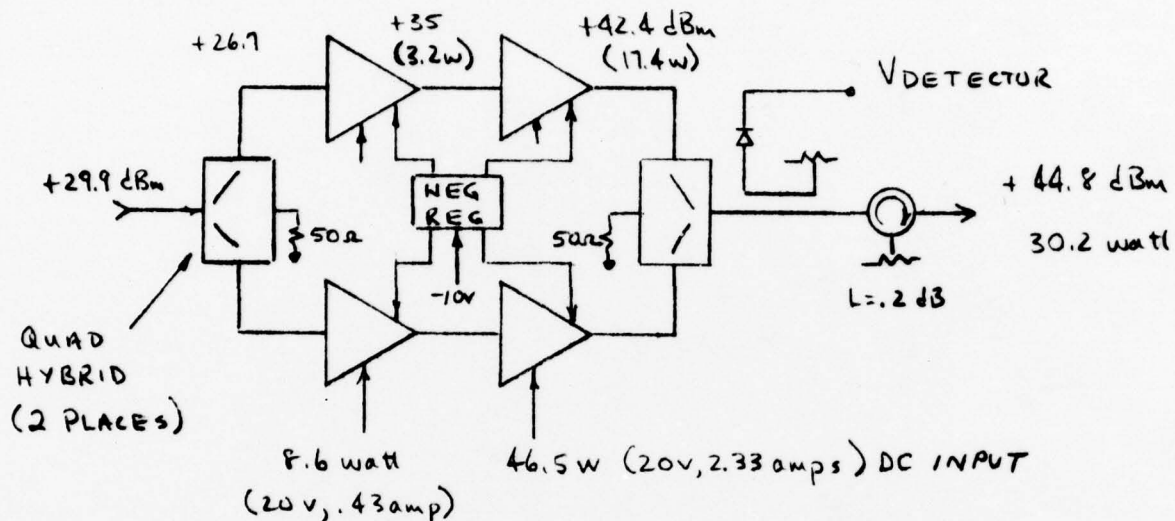 +26.9
+35
(3.2w)
+42.4 dBm
(17.4w)
VDETECTOR
+29.9 dBm
NEG
REG
50Ω
50Ω
-10v
+44.8 dBm
30.2 watt
L=.2 dB
QUAD
HYBRID
(2 PLACES)
8.6 watt
(20v, .43amp)
46.5w (20v, 2.33 amps) DC INPUT